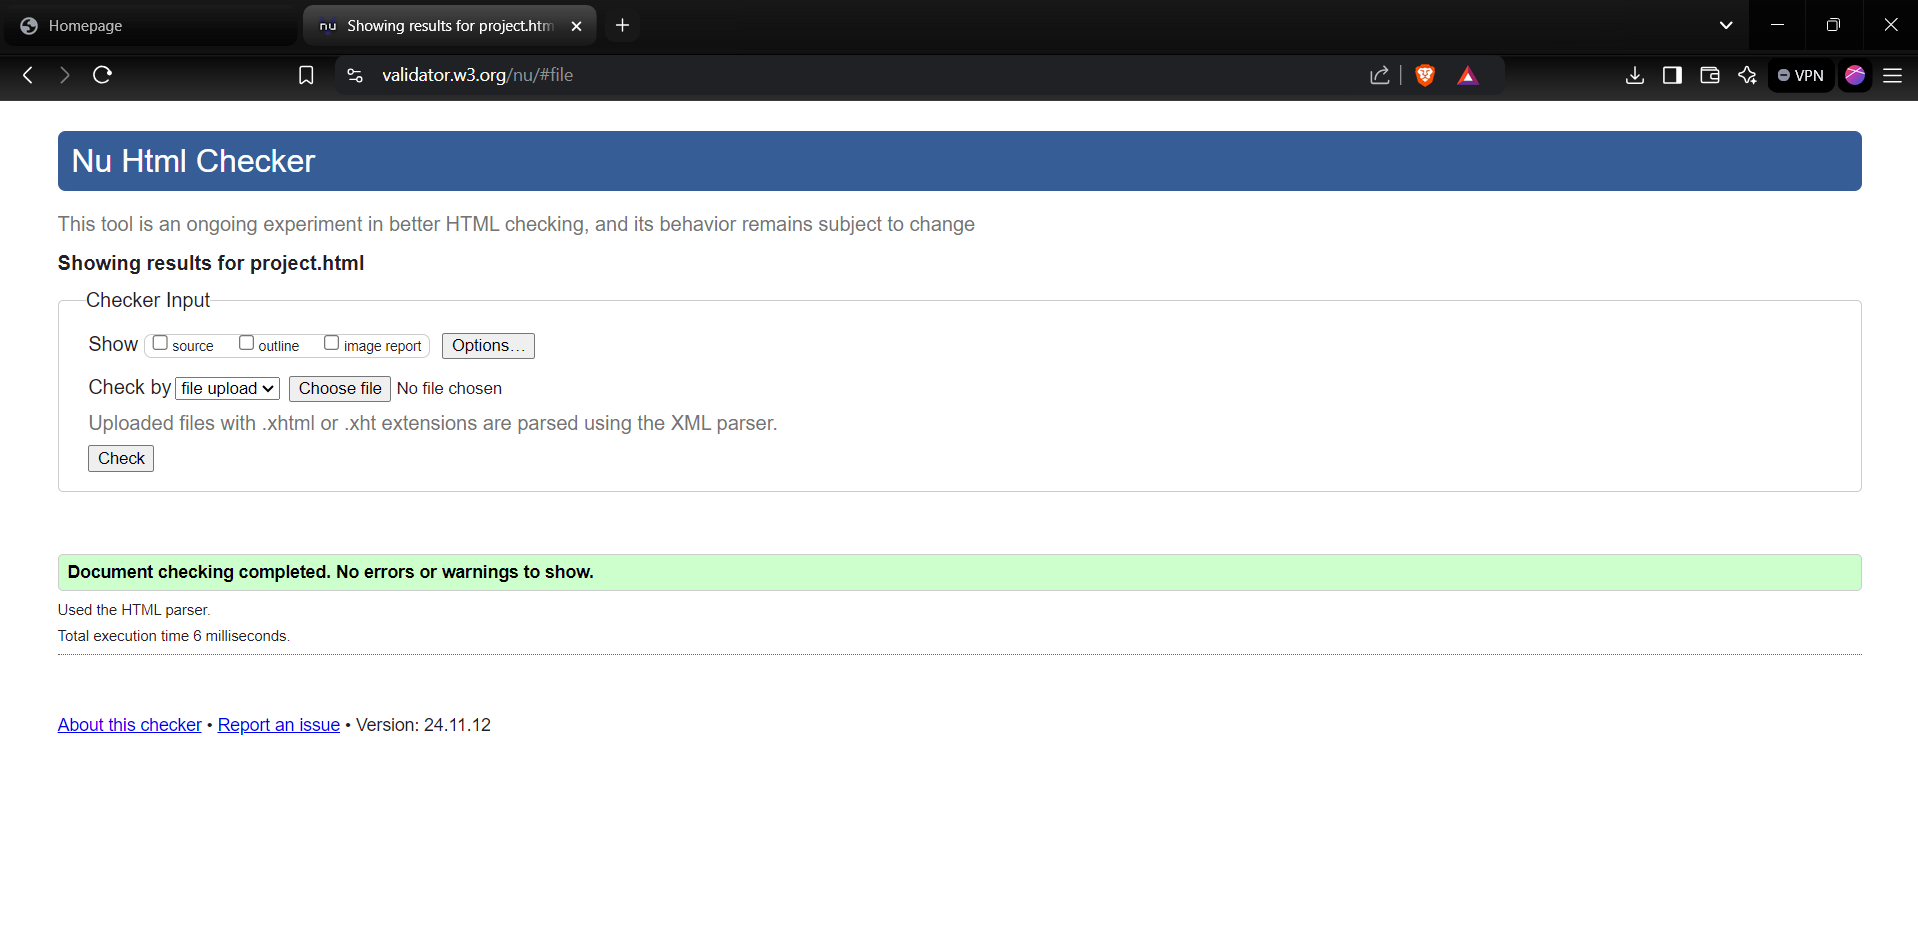 Homepage
nu Showing results for project.htm
validator.w3.org/nu/#file
VPN
Nu Html Checker
This tool is an ongoing experiment in better HTML checking, and its behavior remains subject to change
Showing results for project.html
Checker Input
Show source outline image report Options...
Check by file upload Choose file No file chosen
Uploaded files with .xhtml or .xht extensions are parsed using the XML parser.
Check
Document checking completed. No errors or warnings to show.
Used the HTML parser.
Total execution time 6 milliseconds.
About this checker • Report an issue • Version: 24.11.12